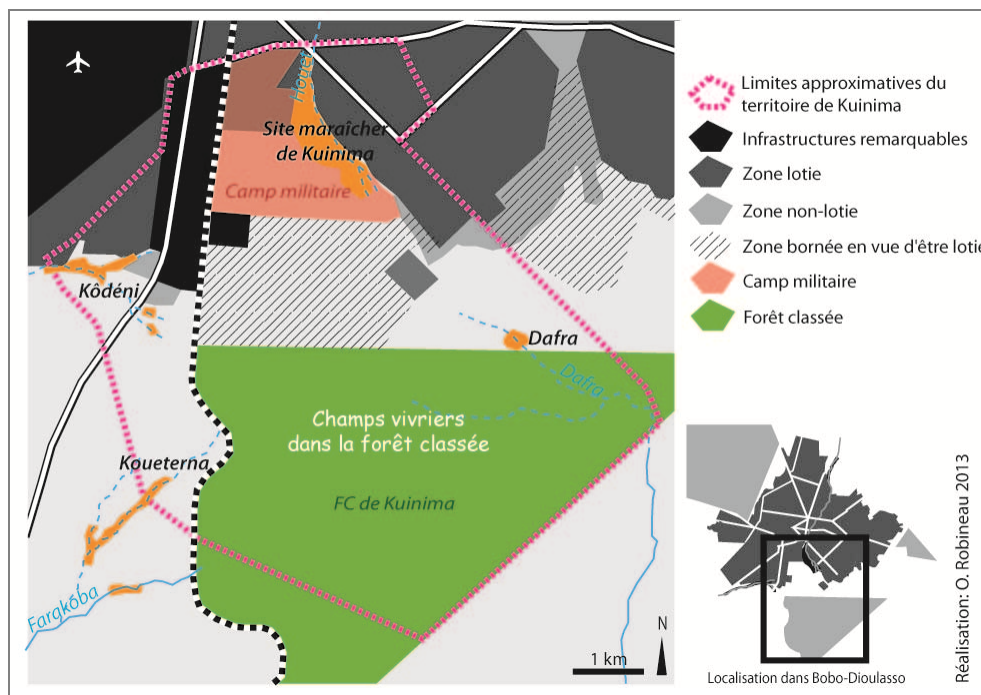 Houet
Site maraîcher
de Kuinima
Camp militaire
Kôdéni
Dafra
Dafra
Champs vivriers
dans la forêt classée
Koueterna
FC de Kuinima
Farakôba
1 km
N
Limites approximatives du
territoire de Kuinima
Infrastructures remarquables
Zone lotie
Zone non-lotie
Zone bornée en vue d'être lotie
Camp militaire
Forêt classée
Localisation dans Bobo-Dioulasso
Réalisation: O. Robineau 2013